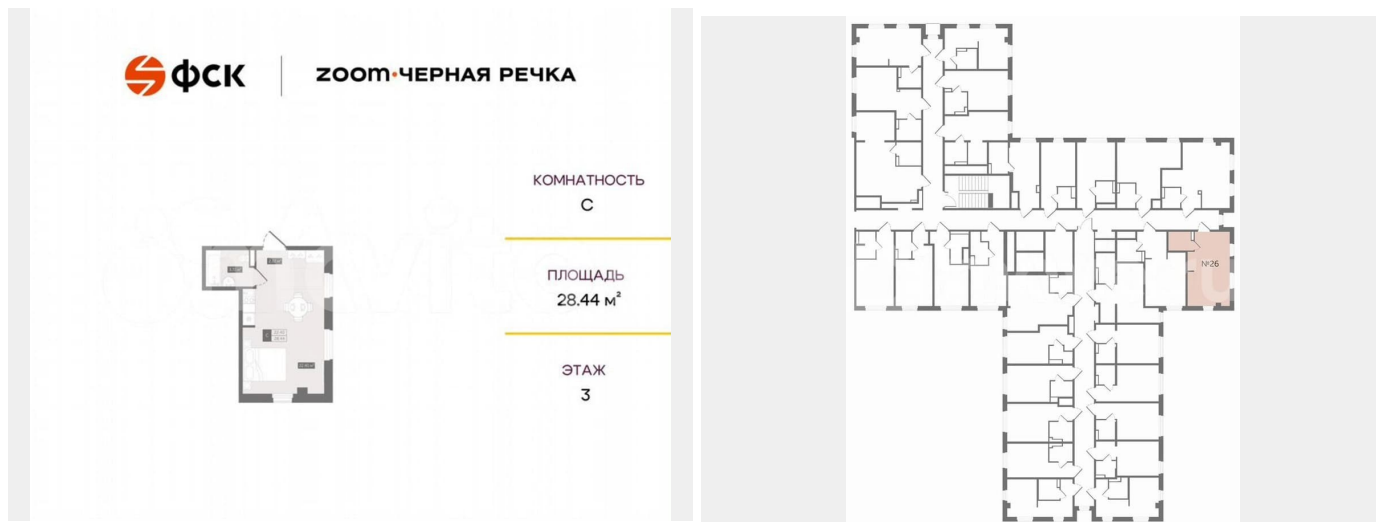 ФСК
zoom•ЧЕРНАЯ РЕЧКА
КОМНАТНОСТЬ
С
ПЛОЩАДЬ
28.44 м²
ЭТАЖ
3
№26